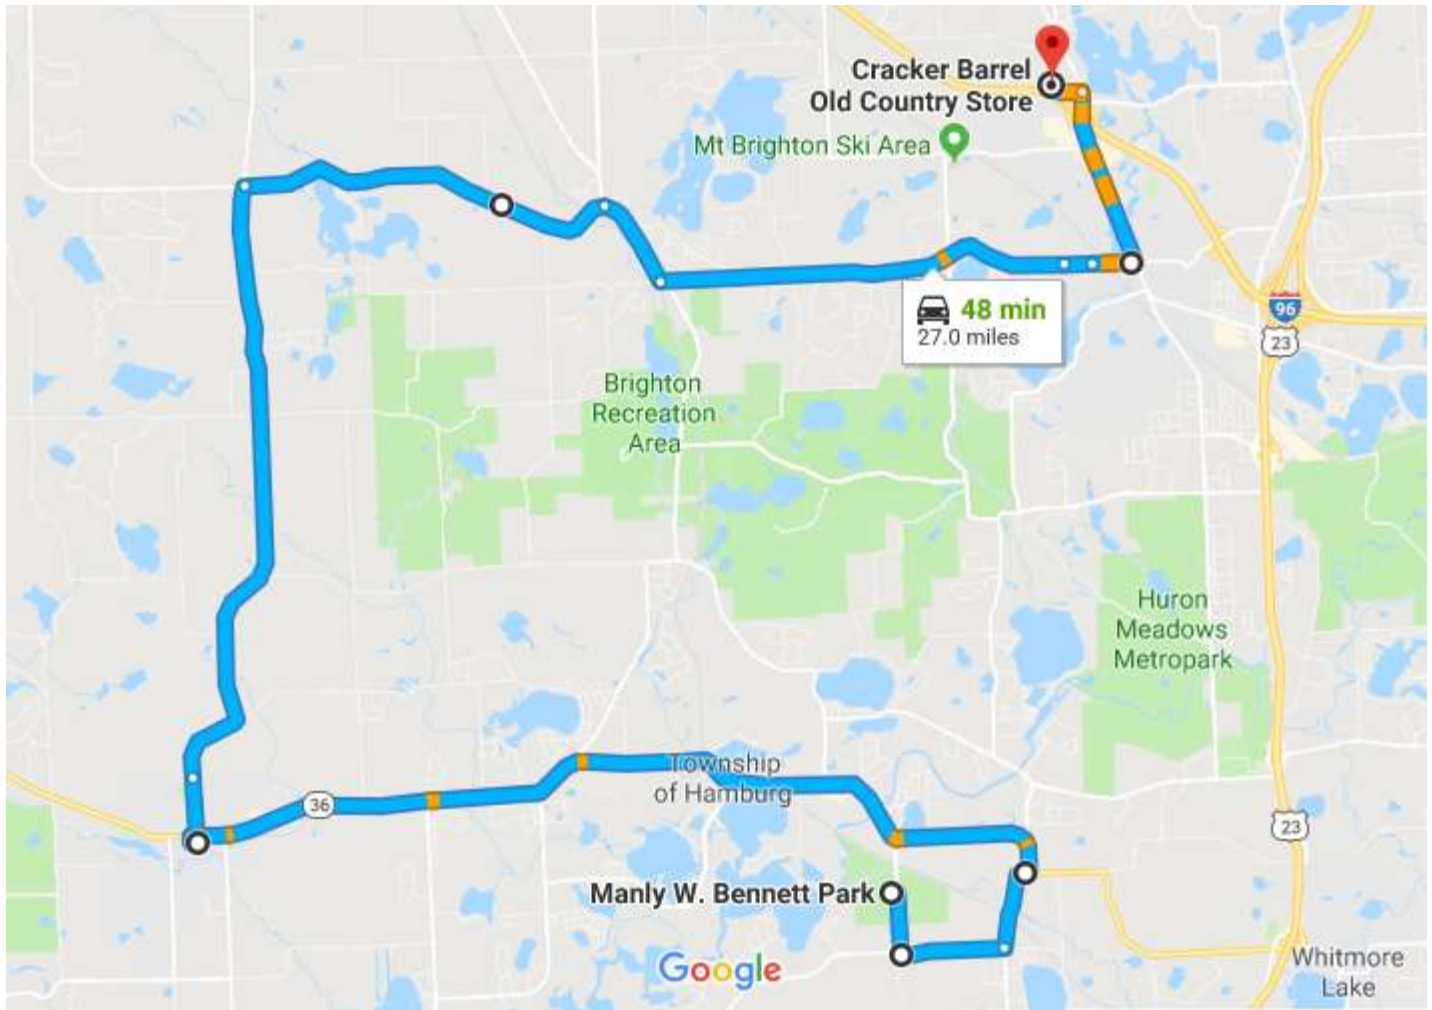 Cracker Barrel
Old Country Store
Mt Brighton Ski Area
96
23
48 min
27.0 miles
Brighton
Recreation
Area
Huron
Meadows
Metropark
Township
of Hamburg
36
23
Manly W. Bennett Park
Google
Whitmore
Lake